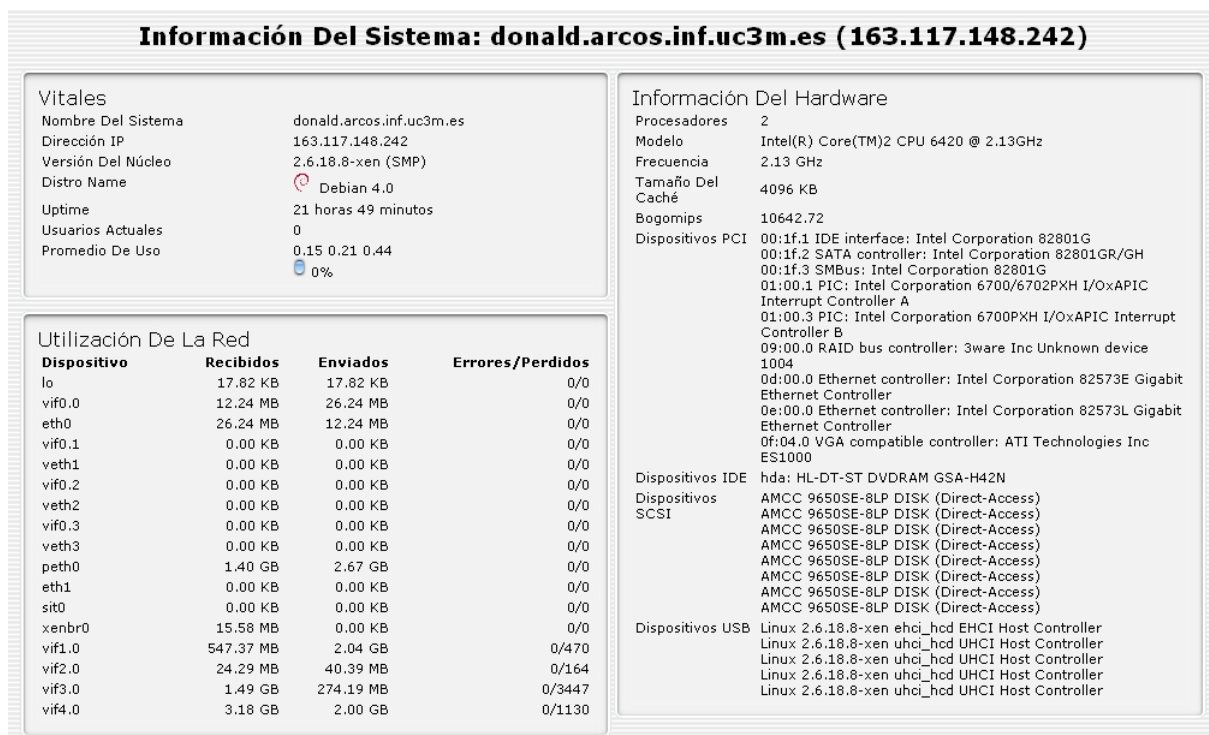 Información Del Sistema: donald.arcos.inf.uc3m.es (163.117.148.242)
Vitales
Nombre Del Sistema donald.arcos.inf.uc3m.es
Dirección IP 163.117.148.242
Versión Del Núcleo 2.6.18.8-xen (SMP)
Distro Name Debian 4.0
Uptime 21 horas 49 minutos
Usuarios Actuales 0
Promedio De Uso 0.15 0.21 0.44
0%
Utilización De La Red
Dispositivo Recibidos Enviados Errores/Perdidos
lo 17.82 KB 17.82 KB 0/0
vif0.0 12.24 MB 26.24 MB 0/0
eth0 26.24 MB 12.24 MB 0/0
vif0.1 0.00 KB 0.00 KB 0/0
veth1 0.00 KB 0.00 KB 0/0
vif0.2 0.00 KB 0.00 KB 0/0
veth2 0.00 KB 0.00 KB 0/0
vif0.3 0.00 KB 0.00 KB 0/0
veth3 0.00 KB 0.00 KB 0/0
peth0 1.40 GB 2.67 GB 0/0
eth1 0.00 KB 0.00 KB 0/0
sit0 0.00 KB 0.00 KB 0/0
xenbr0 15.58 MB 0.00 KB 0/0
vif1.0 547.37 MB 2.04 GB 0/470
vif2.0 24.29 MB 40.39 MB 0/164
vif3.0 1.49 GB 274.19 MB 0/3447
vif4.0 3.18 GB 2.00 GB 0/1130
Información Del Hardware
Procesadores 2
Modelo Intel(R) Core(TM)2 CPU 6420 @ 2.13GHz
Frecuencia 2.13 GHz
Tamaño Del
Caché 4096 KB
Bogomips 10642.72
Dispositivos PCI 00:1f.1 IDE interface: Intel Corporation 82801G
00:1f.2 SATA controller: Intel Corporation 82801GR/GH
00:1f.3 SMBus: Intel Corporation 82801G
01:00.1 PIC: Intel Corporation 6700/6702PXH I/OxAPIC
Interrupt Controller A
01:00.3 PIC: Intel Corporation 6700PXH I/OxAPIC Interrupt
Controller B
09:00.0 RAID bus controller: 3ware Inc Unknown device
1004
0d:00.0 Ethernet controller: Intel Corporation 82573E Gigabit
Ethernet Controller
0e:00.0 Ethernet controller: Intel Corporation 82573L Gigabit
Ethernet Controller
0f:04.0 VGA compatible controller: ATI Technologies Inc
ES1000
Dispositivos IDE hda: HL-DT-ST DVDRAM GSA-H42N
Dispositivos AMCC 9650SE-8LP DISK (Direct-Access)
SCSI AMCC 9650SE-8LP DISK (Direct-Access)
AMCC 9650SE-8LP DISK (Direct-Access)
AMCC 9650SE-8LP DISK (Direct-Access)
AMCC 9650SE-8LP DISK (Direct-Access)
AMCC 9650SE-8LP DISK (Direct-Access)
AMCC 9650SE-8LP DISK (Direct-Access)
AMCC 9650SE-8LP DISK (Direct-Access)
Dispositivos USB Linux 2.6.18.8-xen ehci_hcd EHCI Host Controller
Linux 2.6.18.8-xen uhci_hcd UHCI Host Controller
Linux 2.6.18.8-xen uhci_hcd UHCI Host Controller
Linux 2.6.18.8-xen uhci_hcd UHCI Host Controller
Linux 2.6.18.8-xen uhci_hcd UHCI Host Controller